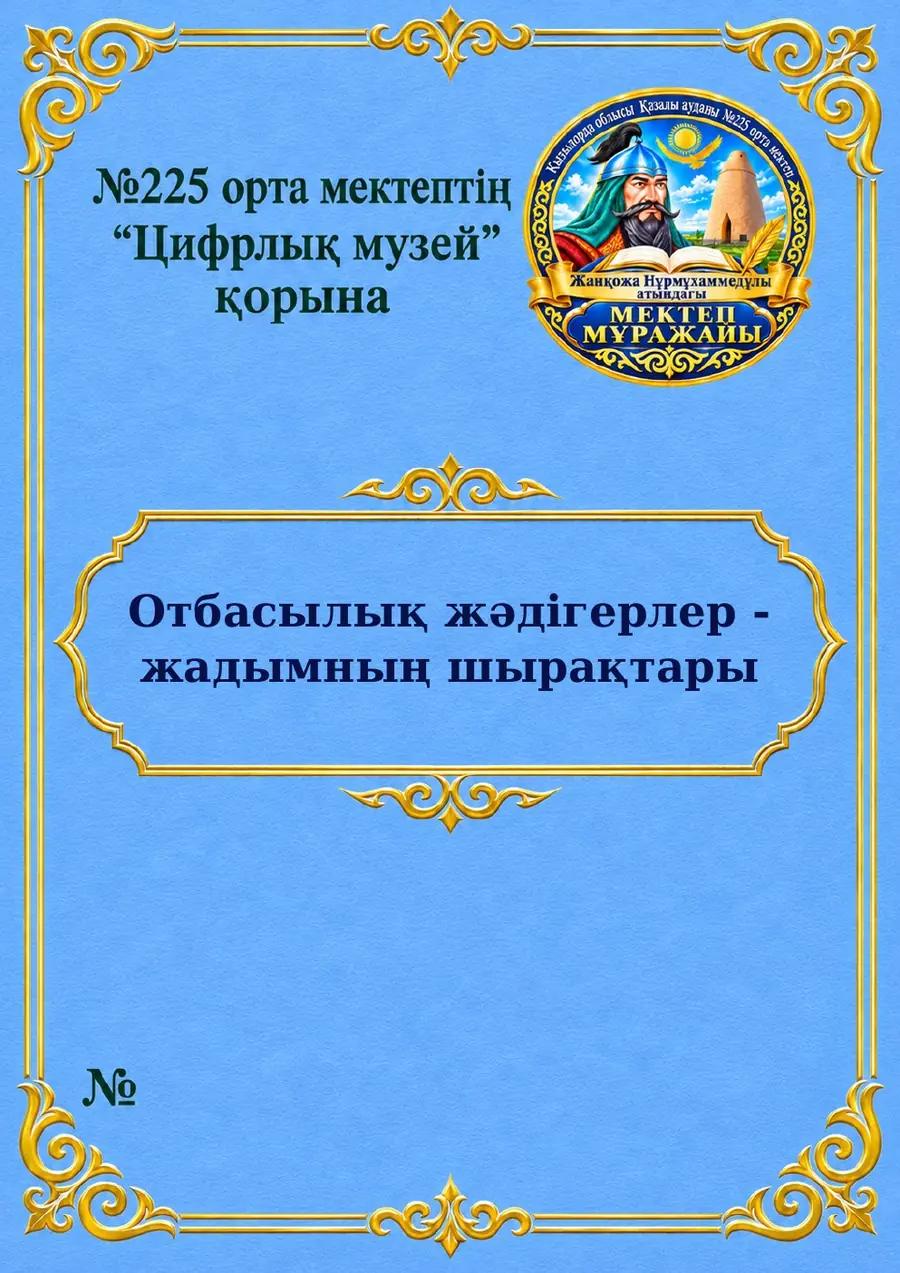 №225 орта мектептің
“Цифрлық музей”
қорына
Қызылорда облысы Қазалы ауданы №225 орта мектеп
Жанқожа Нұрмұхаммедұлы
атындағы
МЕКТЕП
МҰРАЖАЙЫ
Отбасылық жәдігерлер -
жадымның шырақтары
№